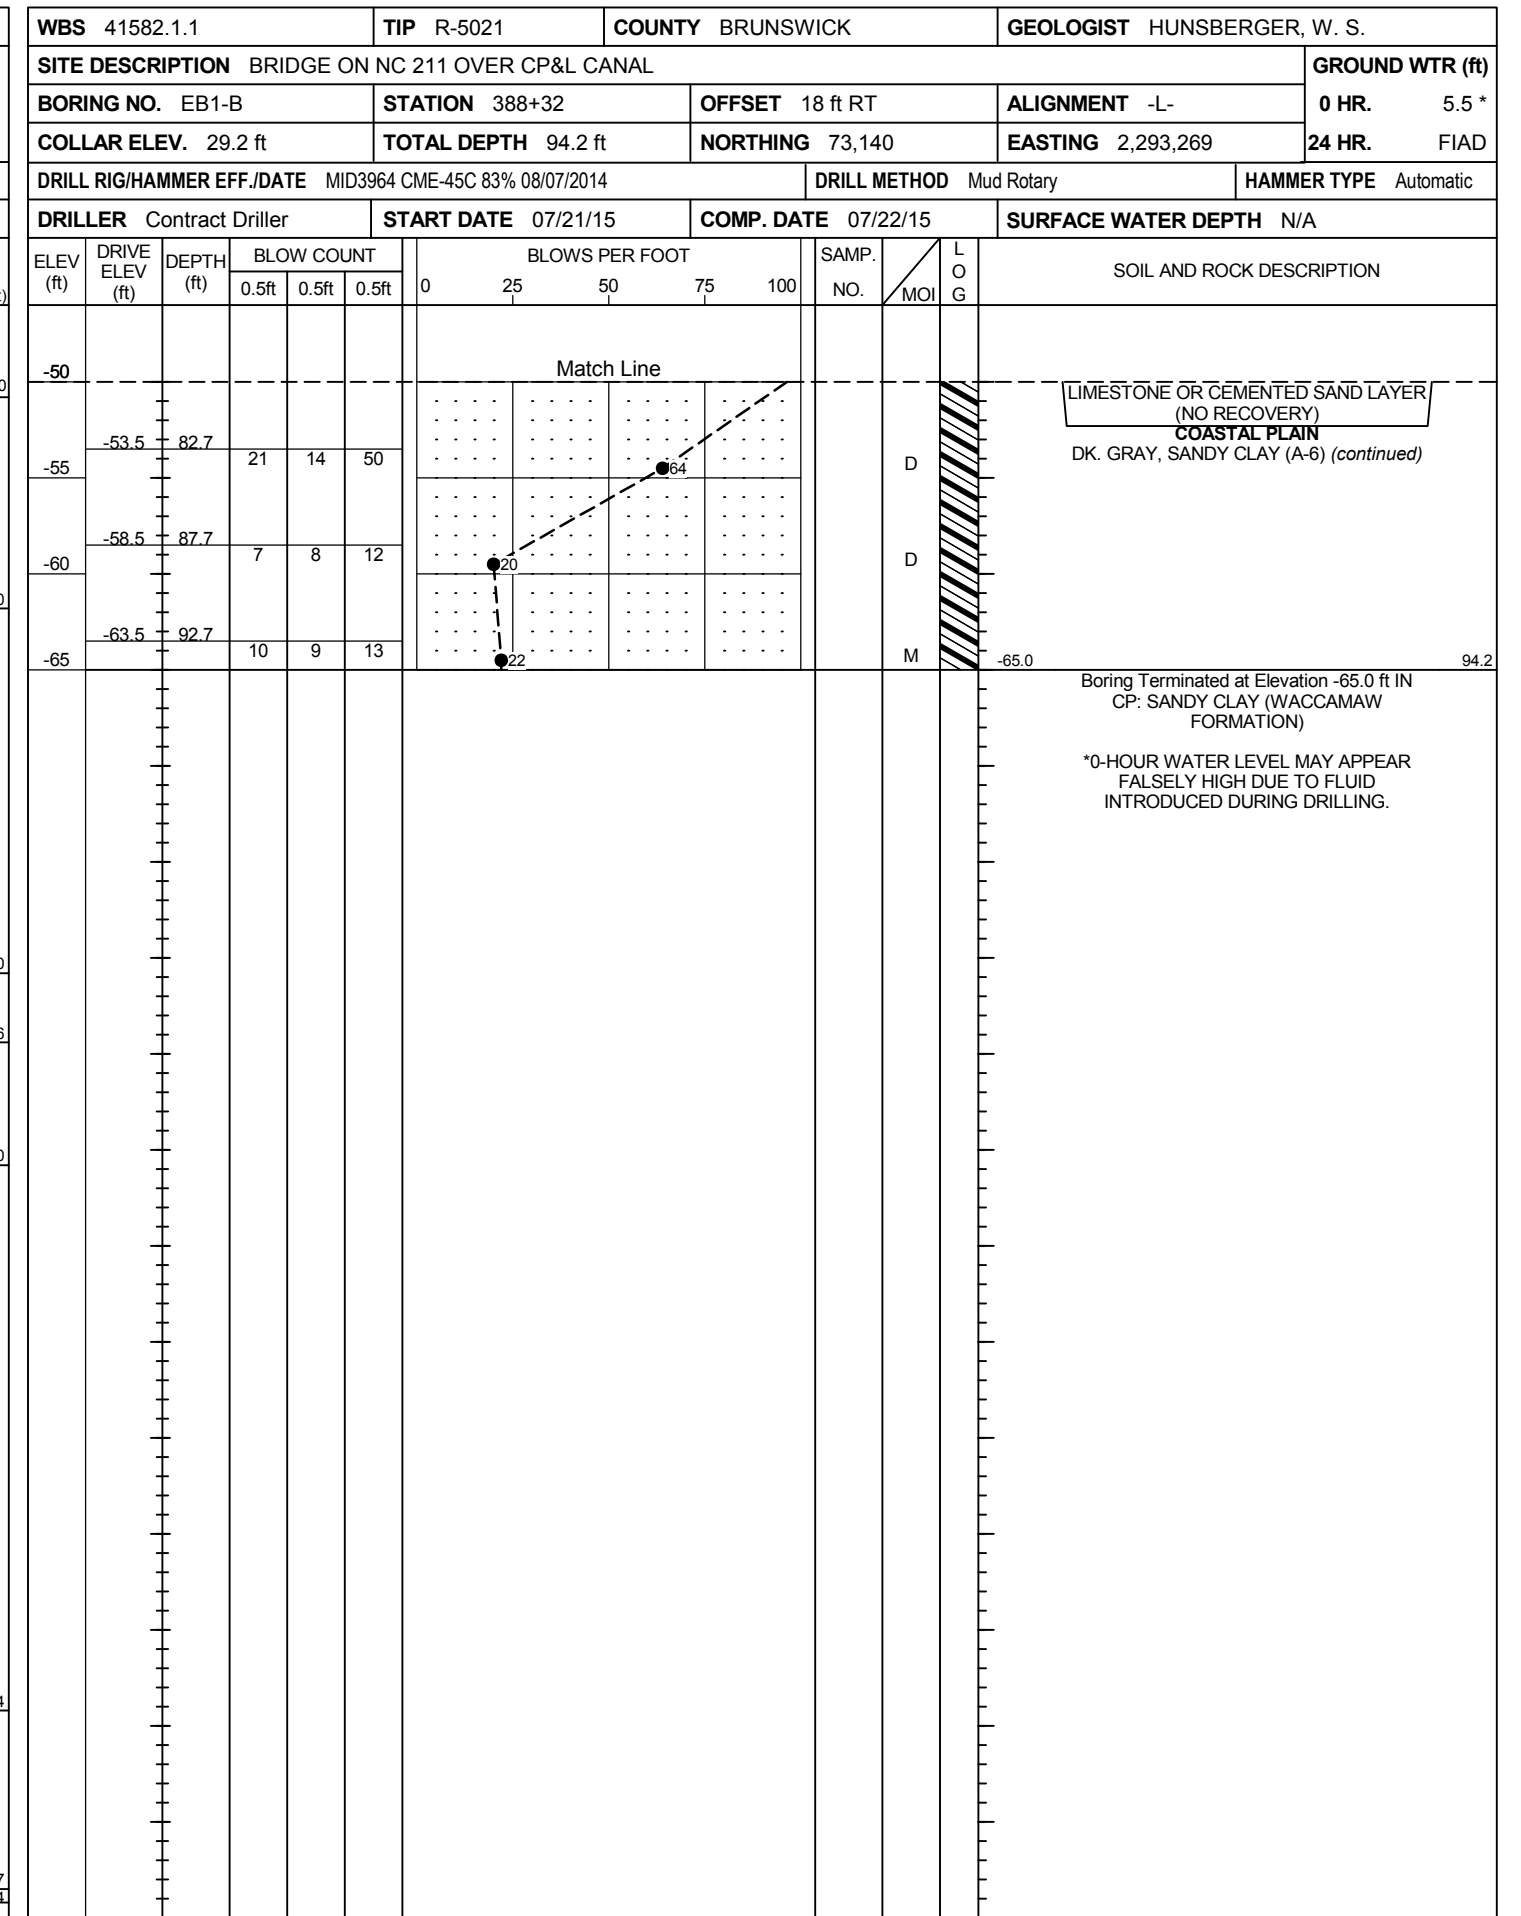 WBS 41582.1.1 TIP R-5021 COUNTY BRUNSWICK GEOLOGIST HUNSBERGER, W. S.
SITE DESCRIPTION BRIDGE ON NC 211 OVER CP&L CANAL GROUND WTR (ft)
BORING NO. EB1-B STATION 388+32 OFFSET 18 ft RT ALIGNMENT -L- 0 HR. 5.5 *
COLLAR ELEV. 29.2 ft TOTAL DEPTH 94.2 ft NORTHING 73,140 EASTING 2,293,269 24 HR. FIAD
DRILL RIG/HAMMER EFF./DATE MID3964 CME-45C 83% 08/07/2014 DRILL METHOD Mud Rotary HAMMER TYPE Automatic
DRILLER Contract Driller START DATE 07/21/15 COMP. DATE 07/22/15 SURFACE WATER DEPTH N/A
ELEV (ft) DRIVE ELEV (ft) DEPTH (ft) BLOW COUNT BLOWS PER FOOT SAMP. NO. MOI LOG SOIL AND ROCK DESCRIPTION
0.5ft 0.5ft 0.5ft 0 25 50 75 100
-50 Match Line
LIMESTONE OR CEMENTED SAND LAYER
(NO RECOVERY)
COASTAL PLAIN
-53.5 82.7
DK. GRAY, SANDY CLAY (A-6) (continued)
-55 21 14 50 64 D
-58.5 87.7
-60 7 8 12 20 D
-63.5 92.7
-65 10 9 13 22 M -65.0 94.2
Boring Terminated at Elevation -65.0 ft IN
CP: SANDY CLAY (WACCAMAW
FORMATION)
*0-HOUR WATER LEVEL MAY APPEAR
FALSELY HIGH DUE TO FLUID
INTRODUCED DURING DRILLING.